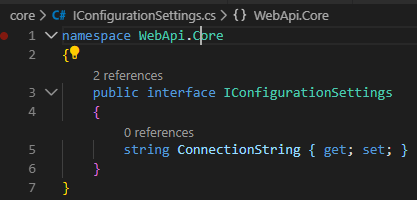 core > C# IConfigurationSettings.cs > {} WebApi.Core
1 namespace WebApi.Core
2 {
2 references
3 public interface IConfigurationSettings
4 {
0 references
5 string ConnectionString { get; set; }
6 }
7 }